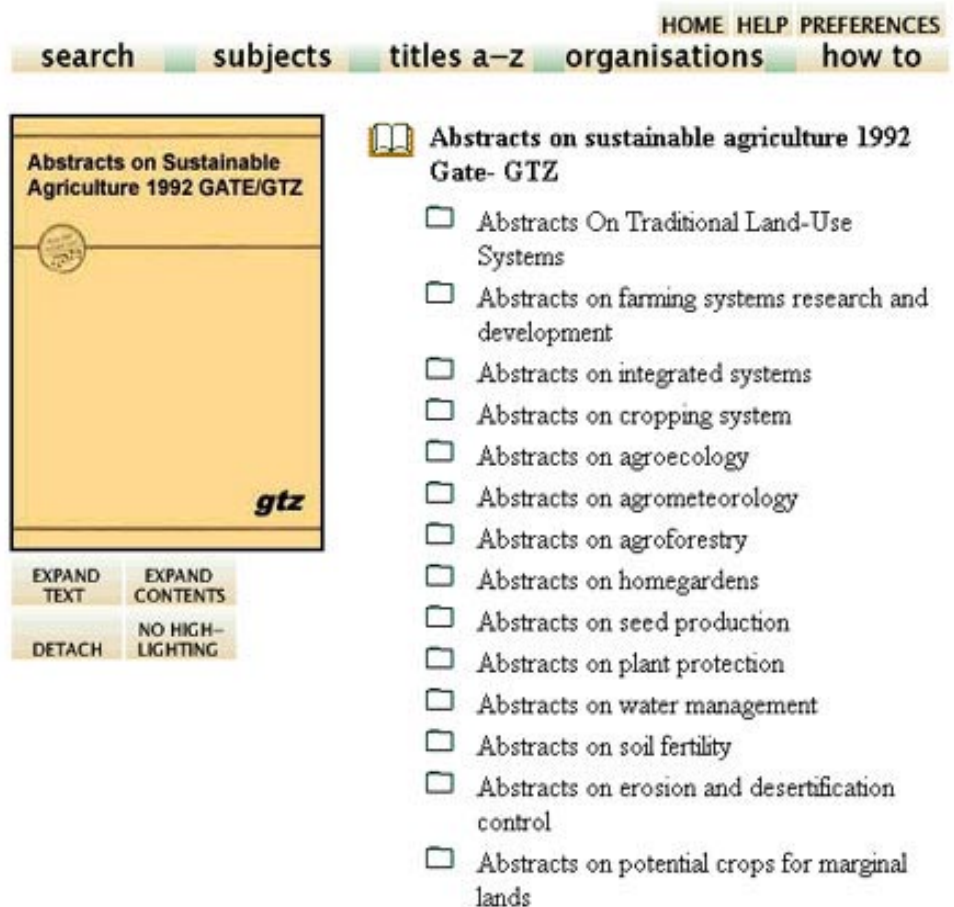 HOME HELP PREFERENCES
search subjects titles a–z organisations how to
Abstracts on Sustainable
Agriculture 1992 GATE/GTZ
gtz
EXPAND TEXT
EXPAND CONTENTS
DETACH
NO HIGH–
LIGHTING
Abstracts on sustainable agriculture 1992
Gate- GTZ
Abstracts On Traditional Land-Use
Systems
Abstracts on farming systems research and
development
Abstracts on integrated systems
Abstracts on cropping system
Abstracts on agroecology
Abstracts on agrometeorology
Abstracts on agroforestry
Abstracts on homegardens
Abstracts on seed production
Abstracts on plant protection
Abstracts on water management
Abstracts on soil fertility
Abstracts on erosion and desertification
control
Abstracts on potential crops for marginal
lands